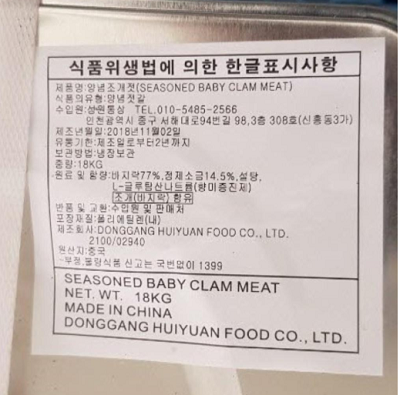 식품위생법에 의한 한글표시사항
제품명:양념조개젓(SEASONED BABY CLAM MEAT)
식품의유형:양념젓갈
수입원:성원통상 TEL.010-5485-2566
인천광역시 중구 서해대로94번길 98,3층 308호(신흥동3가)
제조년월일:2018년11월02일
유통기한:제조일로부터2년까지
보관방법:냉장보관
중량:18KG
원료 및 함량:바지락77%,정제소금14.5%,설탕,
L-글루탐산나트륨(향미증진제)
조개(바지락) 함유
반품 및 교환:수입원 및 판매처
포장재질:폴리에틸렌(내)
제조회사:DONGGANG HUIYUAN FOOD CO., LTD.
2100/02940
원산지:중국
-부정,불량식품 신고는 국번없이 1399
SEASONED BABY CLAM MEAT
NET. WT. 18KG
MADE IN CHINA
DONGGANG HUIYUAN FOOD CO., LTD.